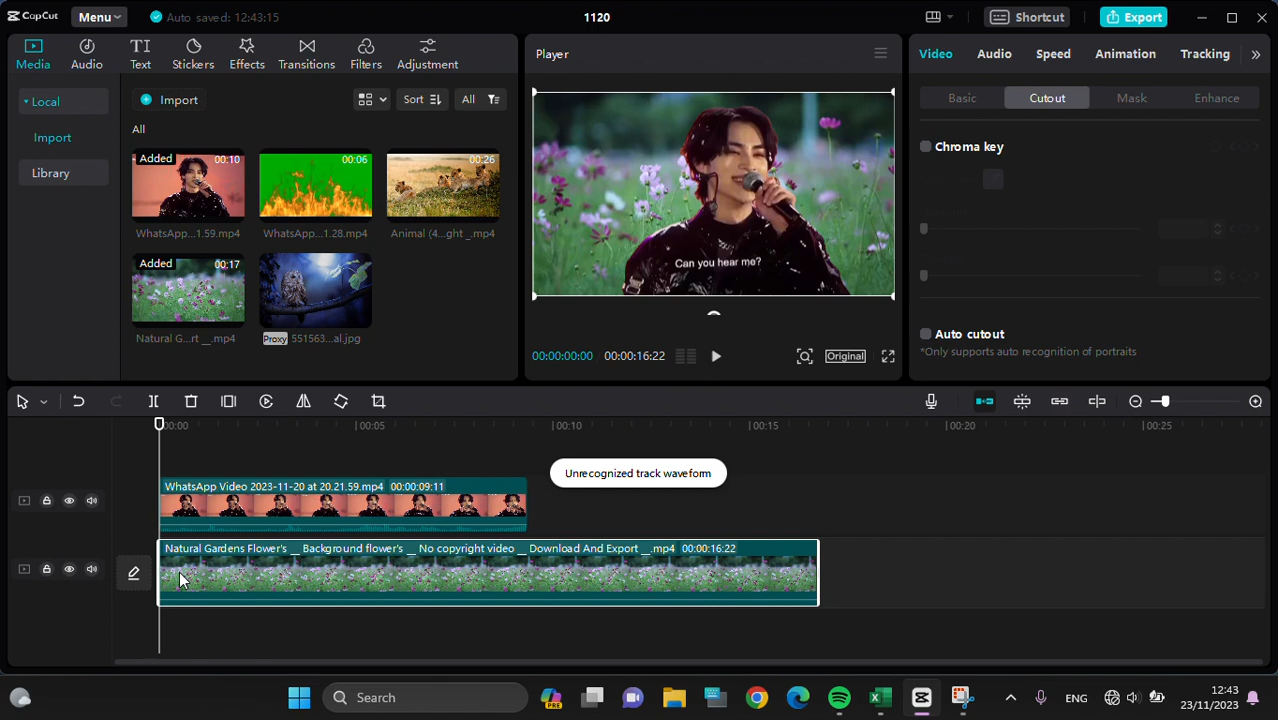 CapCut
Menu
Auto saved: 12:43:15
1120
Shortcut
Export
Media
Audio
Text
Stickers
Effects
Transitions
Filters
Adjustment
Local
Import
Library
Import
Sort
All
All
Added
00:10
WhatsApp...1.59.mp4
00:06
WhatsApp...1.28.mp4
00:26
Animal (4...ght _.mp4
Added
00:17
Natural G...rt __.mp4
Proxy
551563...al.jpg
Player
Can you hear me?
00:00:00:00
00:00:16:22
Original
Video
Audio
Speed
Animation
Tracking
Basic
Cutout
Mask
Enhance
Chroma key
Auto cutout
*Only supports auto recognition of portraits
00:00
00:05
00:10
00:15
00:20
00:25
Unrecognized track waveform
WhatsApp Video 2023-11-20 at 20.21.59.mp4 00:00:09:11
Natural Gardens Flower's __ Background flower's __ No copyright video __ Download And Export __.mp4 00:00:16:22
Search
PRE
ENG
12:43
23/11/2023